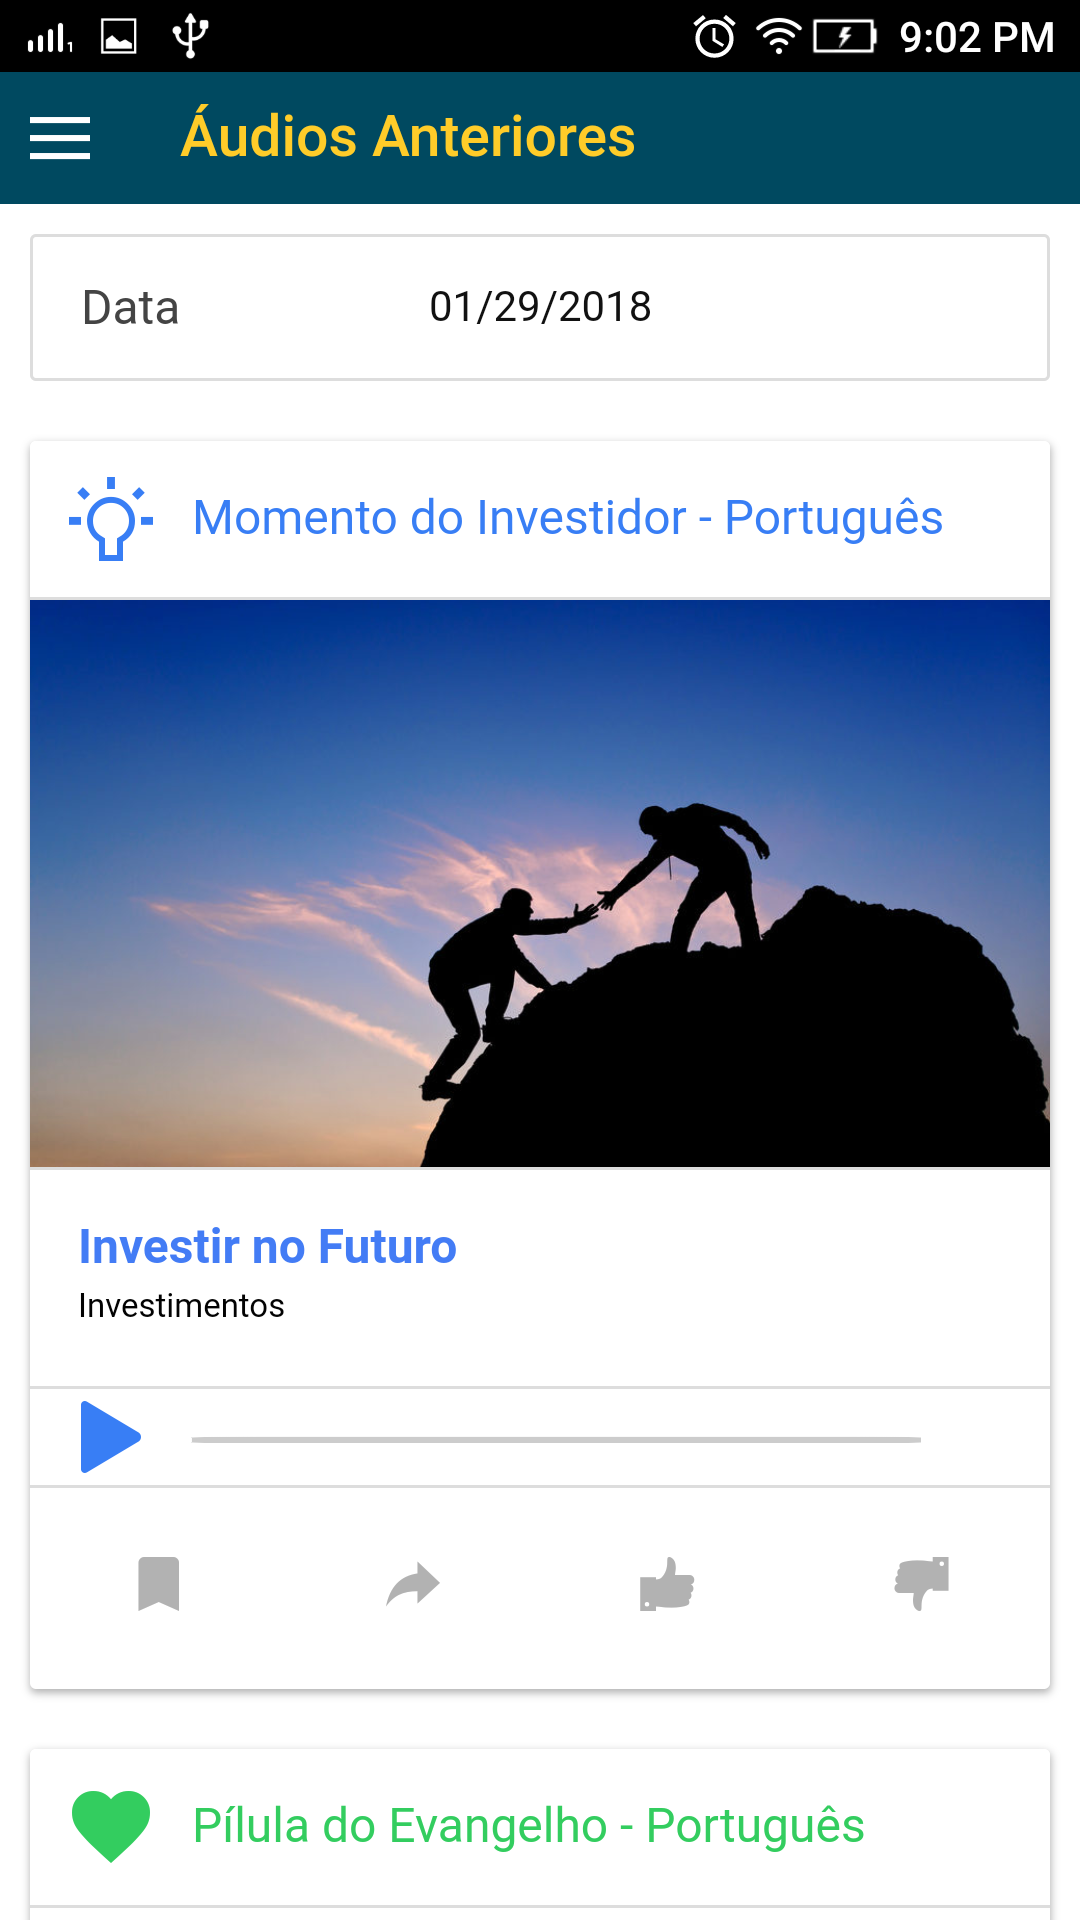 9:02 PM
Áudios Anteriores
Data 01/29/2018
Momento do Investidor - Português
Investir no Futuro
Investimentos
Pílula do Evangelho - Português